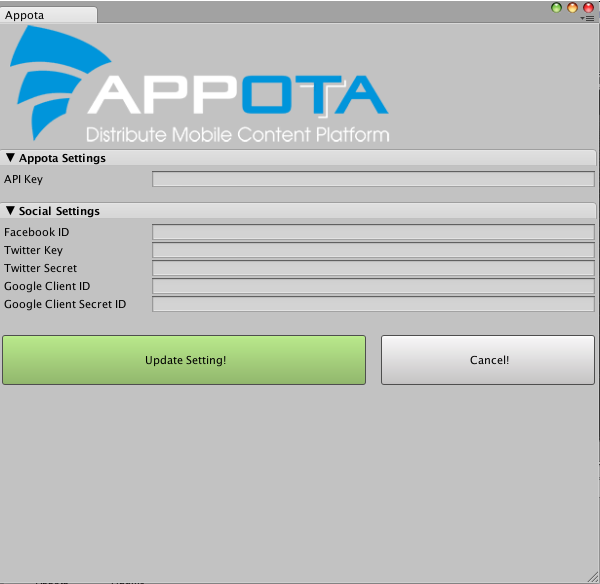 Appota
APPOTA
Distribute Mobile Content Platform
Appota Settings
API Key
Social Settings
Facebook ID
Twitter Key
Twitter Secret
Google Client ID
Google Client Secret ID
Update Setting!
Cancel!